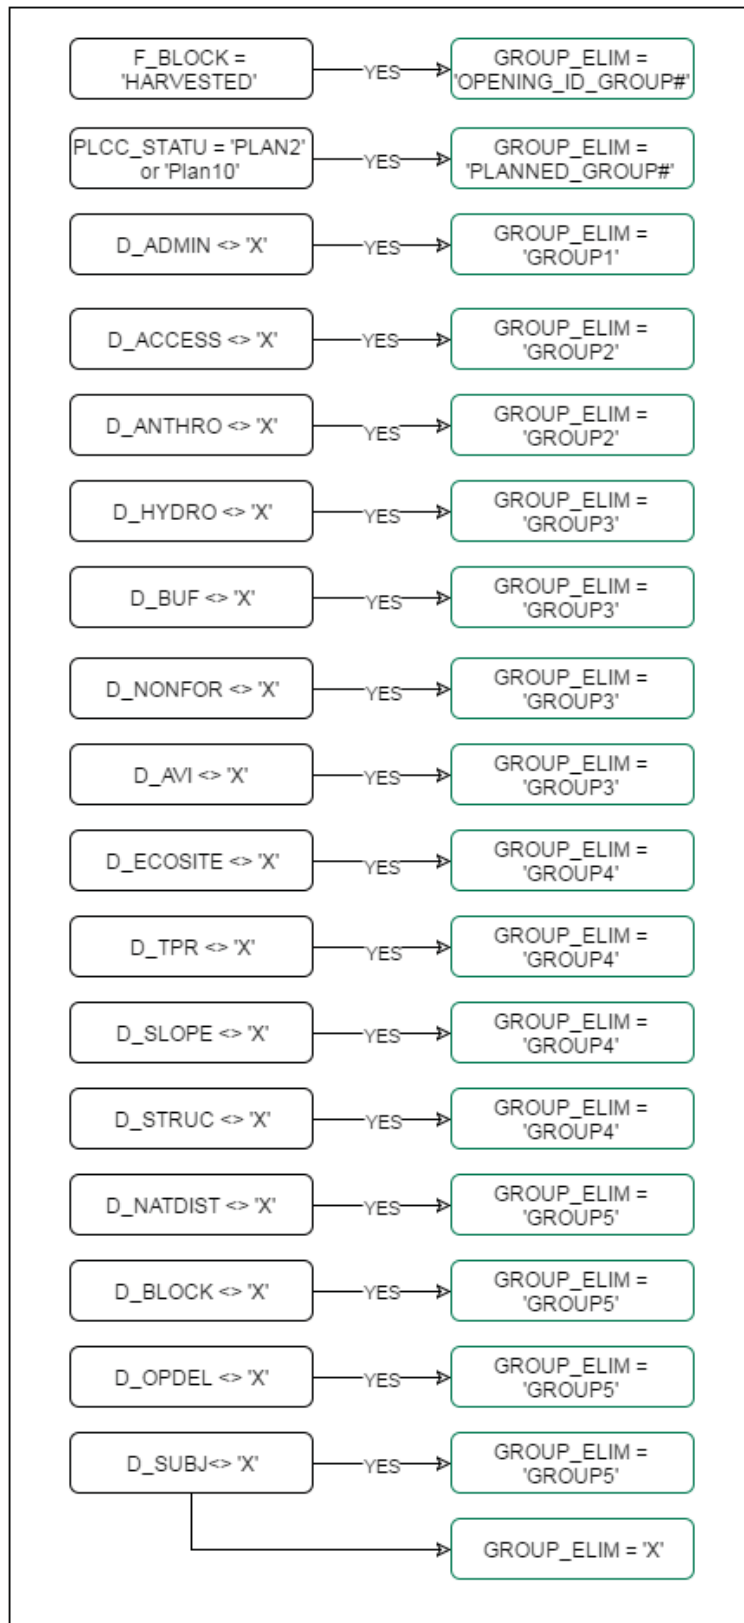 F_BLOCK =
'HARVESTED'
YES
GROUP_ELIM =
'OPENING_ID_GROUP#'
PLCC_STATU = 'PLAN2'
or 'Plan10'
YES
GROUP_ELIM =
'PLANNED_GROUP#'
D_ADMIN <> 'X'
YES
GROUP_ELIM =
'GROUP1'
D_ACCESS <> 'X'
YES
GROUP_ELIM =
'GROUP2'
D_ANTHRO <> 'X'
YES
GROUP_ELIM =
'GROUP2'
D_HYDRO <> 'X'
YES
GROUP_ELIM =
'GROUP3'
D_BUF <> 'X'
YES
GROUP_ELIM =
'GROUP3'
D_NONFOR <> 'X'
YES
GROUP_ELIM =
'GROUP3'
D_AVI <> 'X'
YES
GROUP_ELIM =
'GROUP3'
D_ECOSITE <> 'X'
YES
GROUP_ELIM =
'GROUP4'
D_TPR <> 'X'
YES
GROUP_ELIM =
'GROUP4'
D_SLOPE <> 'X'
YES
GROUP_ELIM =
'GROUP4'
D_STRUC <> 'X'
YES
GROUP_ELIM =
'GROUP4'
D_NATDIST <> 'X'
YES
GROUP_ELIM =
'GROUP5'
D_BLOCK <> 'X'
YES
GROUP_ELIM =
'GROUP5'
D_OPDEL <> 'X'
YES
GROUP_ELIM =
'GROUP5'
D_SUBJ<> 'X'
YES
GROUP_ELIM =
'GROUP5'
GROUP_ELIM = 'X'